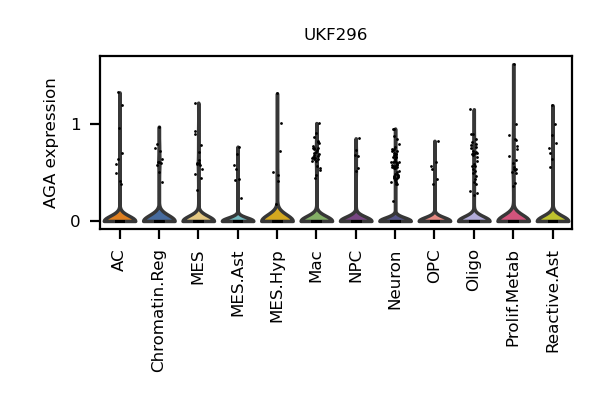 UKF296
AGA expression
1
0
AC
Chromatin.Reg
MES
MES.Ast
MES.Hyp
Mac
NPC
Neuron
OPC
Oligo
Prolif.Metab
Reactive.Ast